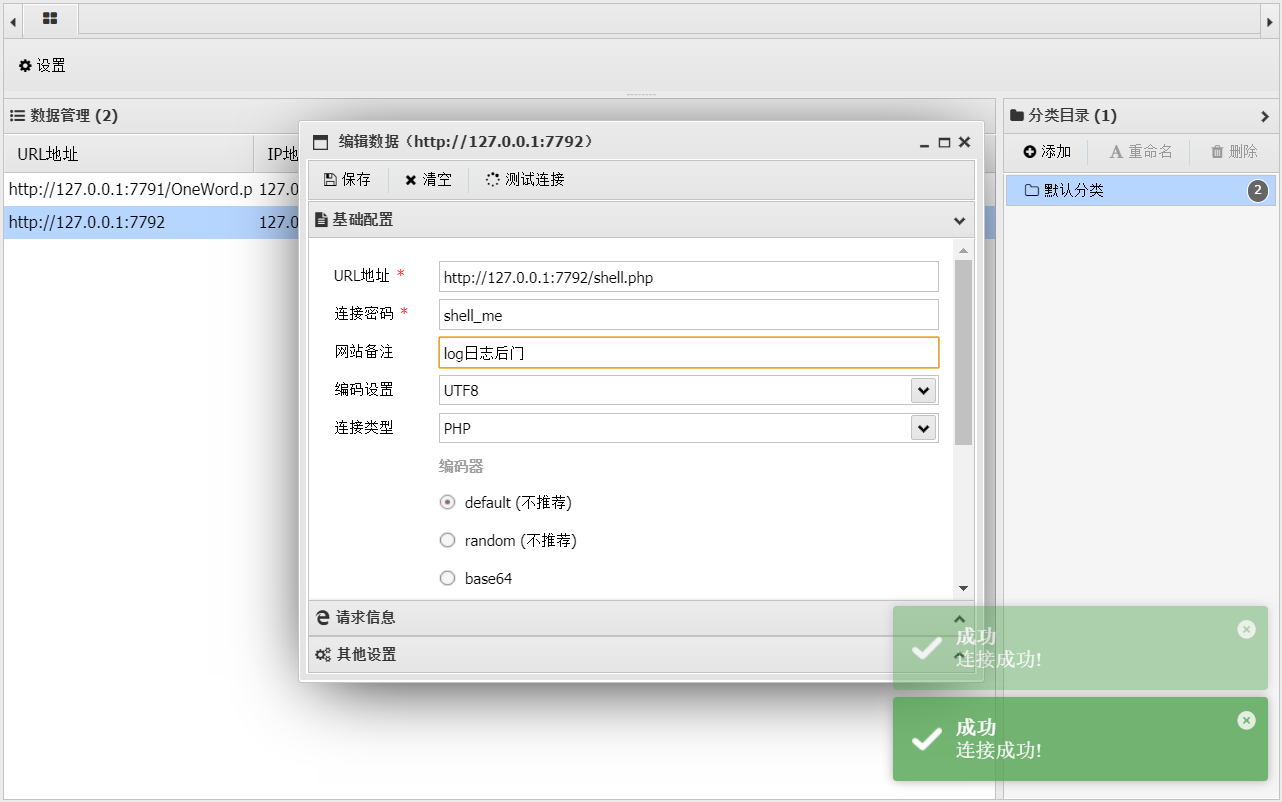 设置
数据管理 (2)
URL地址 IP地
http://127.0.0.1:7791/OneWord.p 127.0
http://127.0.0.1:7792 127.0
编辑数据（http://127.0.0.1:7792）
保存 清空 测试连接
基础配置
URL地址 * http://127.0.0.1:7792/shell.php
连接密码 * shell_me
网站备注 log日志后门
编码设置 UTF8
连接类型 PHP
编码器
default (不推荐)
random (不推荐)
base64
请求信息
其他设置
分类目录 (1)
添加 重命名 删除
默认分类 2
成功
连接成功!
成功
连接成功!